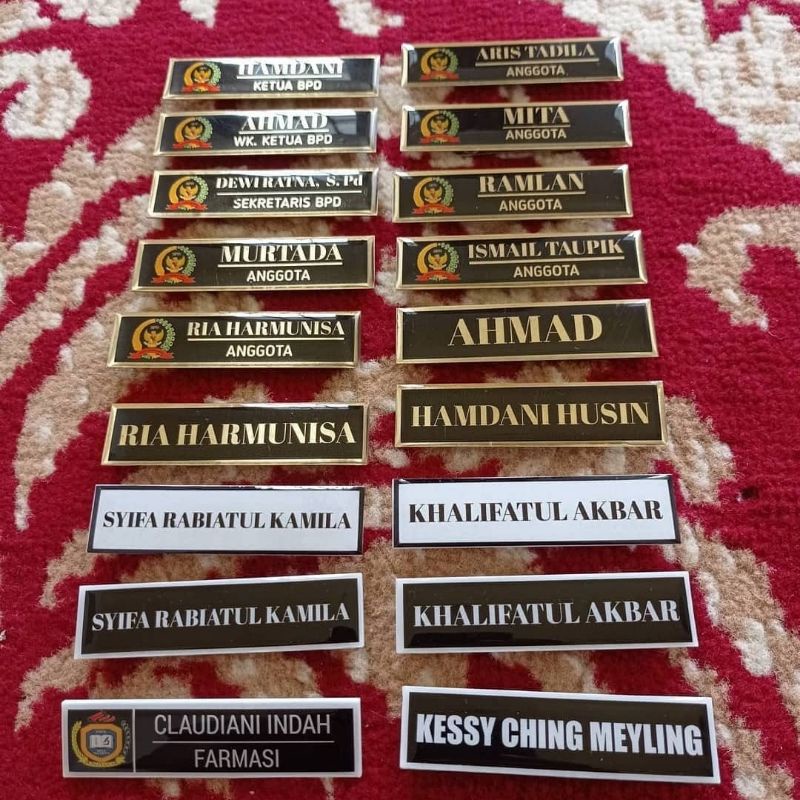 HAMDANI
KETUA BPD
AHMAD
WK. KETUA BPD
DEWI RATNA, S.Pd
SEKRETARIS BPD
MURTADA
ANGGOTA
RIA HARMUNISA
ANGGOTA
RIA HARMUNISA
SYIFA RABIATUL KAMILA
SYIFA RABIATUL KAMILA
CLAUDIANI INDAH
FARMASI
ARIS TADILA
ANGGOTA
MITA
ANGGOTA
RAMLAN
ANGGOTA
ISMAIL TAUPIK
ANGGOTA
AHMAD
HAMDANI HUSIN
KHALIFATUL AKBAR
KHALIFATUL AKBAR
KESSY CHING MEYLING